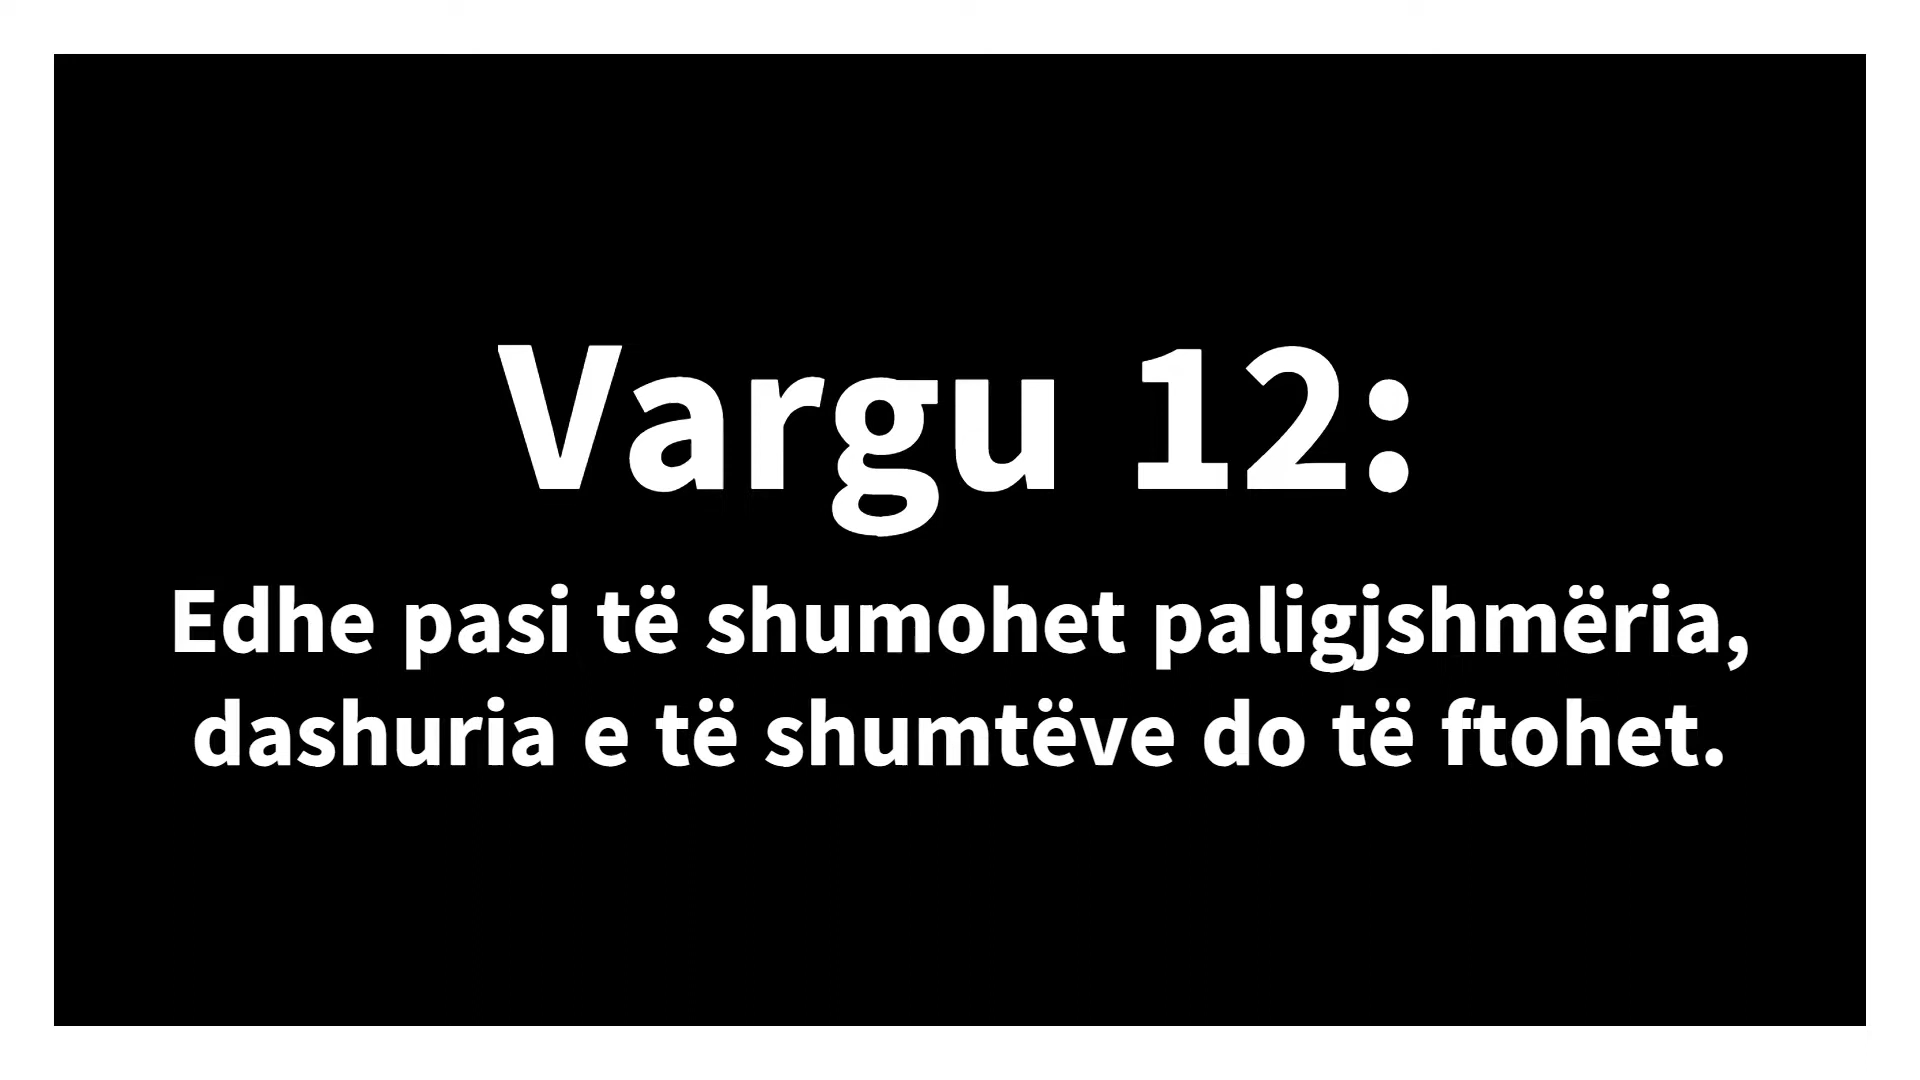 Vargu 12:
Edhe pasi të shumohet paligjshmëria,
dashuria e të shumtëve do të ftohet.